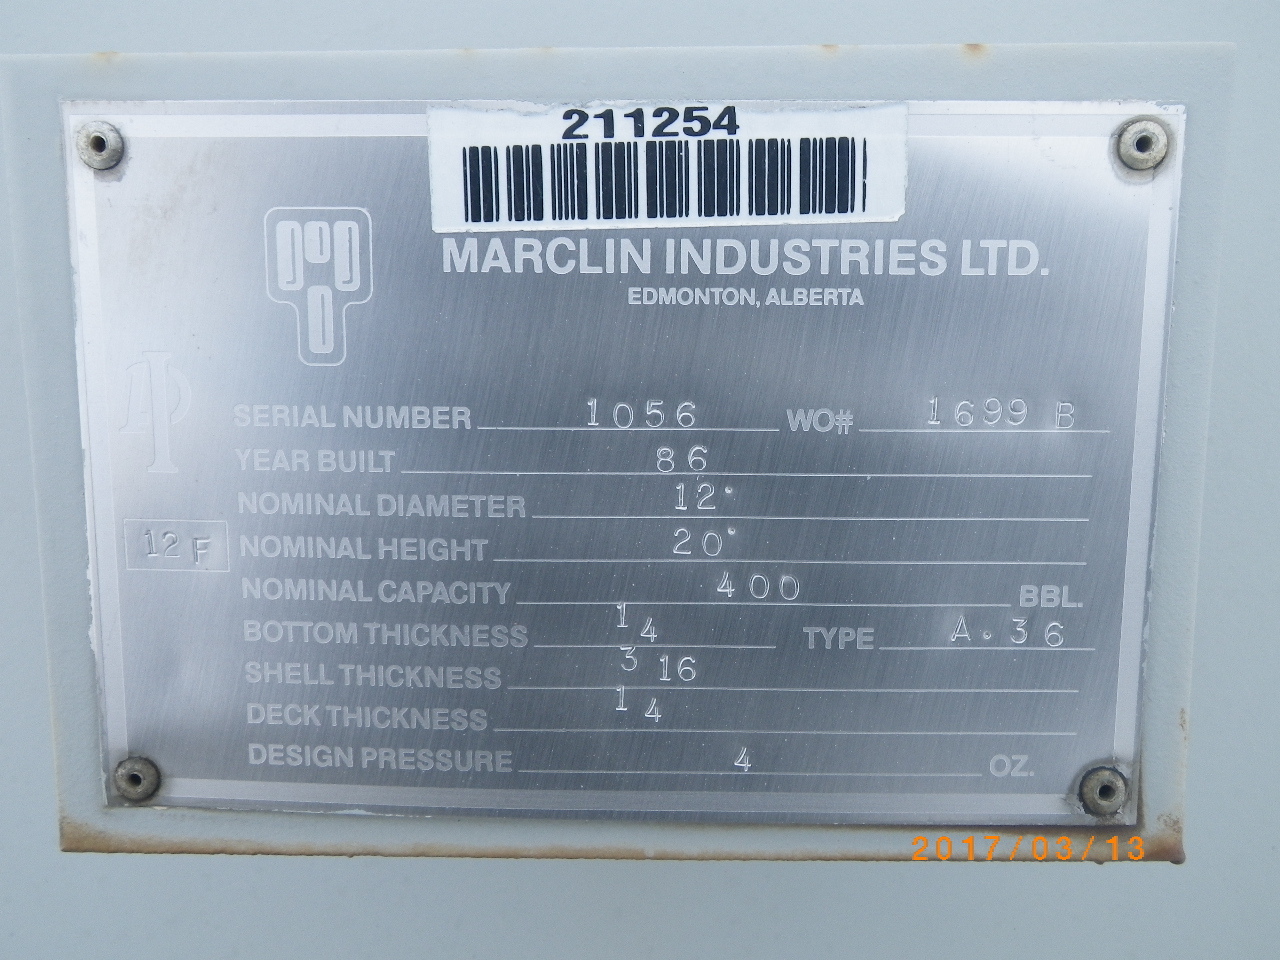 211254
MARCLIN INDUSTRIES LTD.
EDMONTON, ALBERTA
API
SERIAL NUMBER 1056 WO# 1699 B
YEAR BUILT 86
NOMINAL DIAMETER 12'
12 F
NOMINAL HEIGHT 20'
NOMINAL CAPACITY 400 BBL.
BOTTOM THICKNESS 1 4 TYPE A.36
SHELL THICKNESS 3 16
DECK THICKNESS 1 4
DESIGN PRESSURE 4 OZ.
2017/03/13